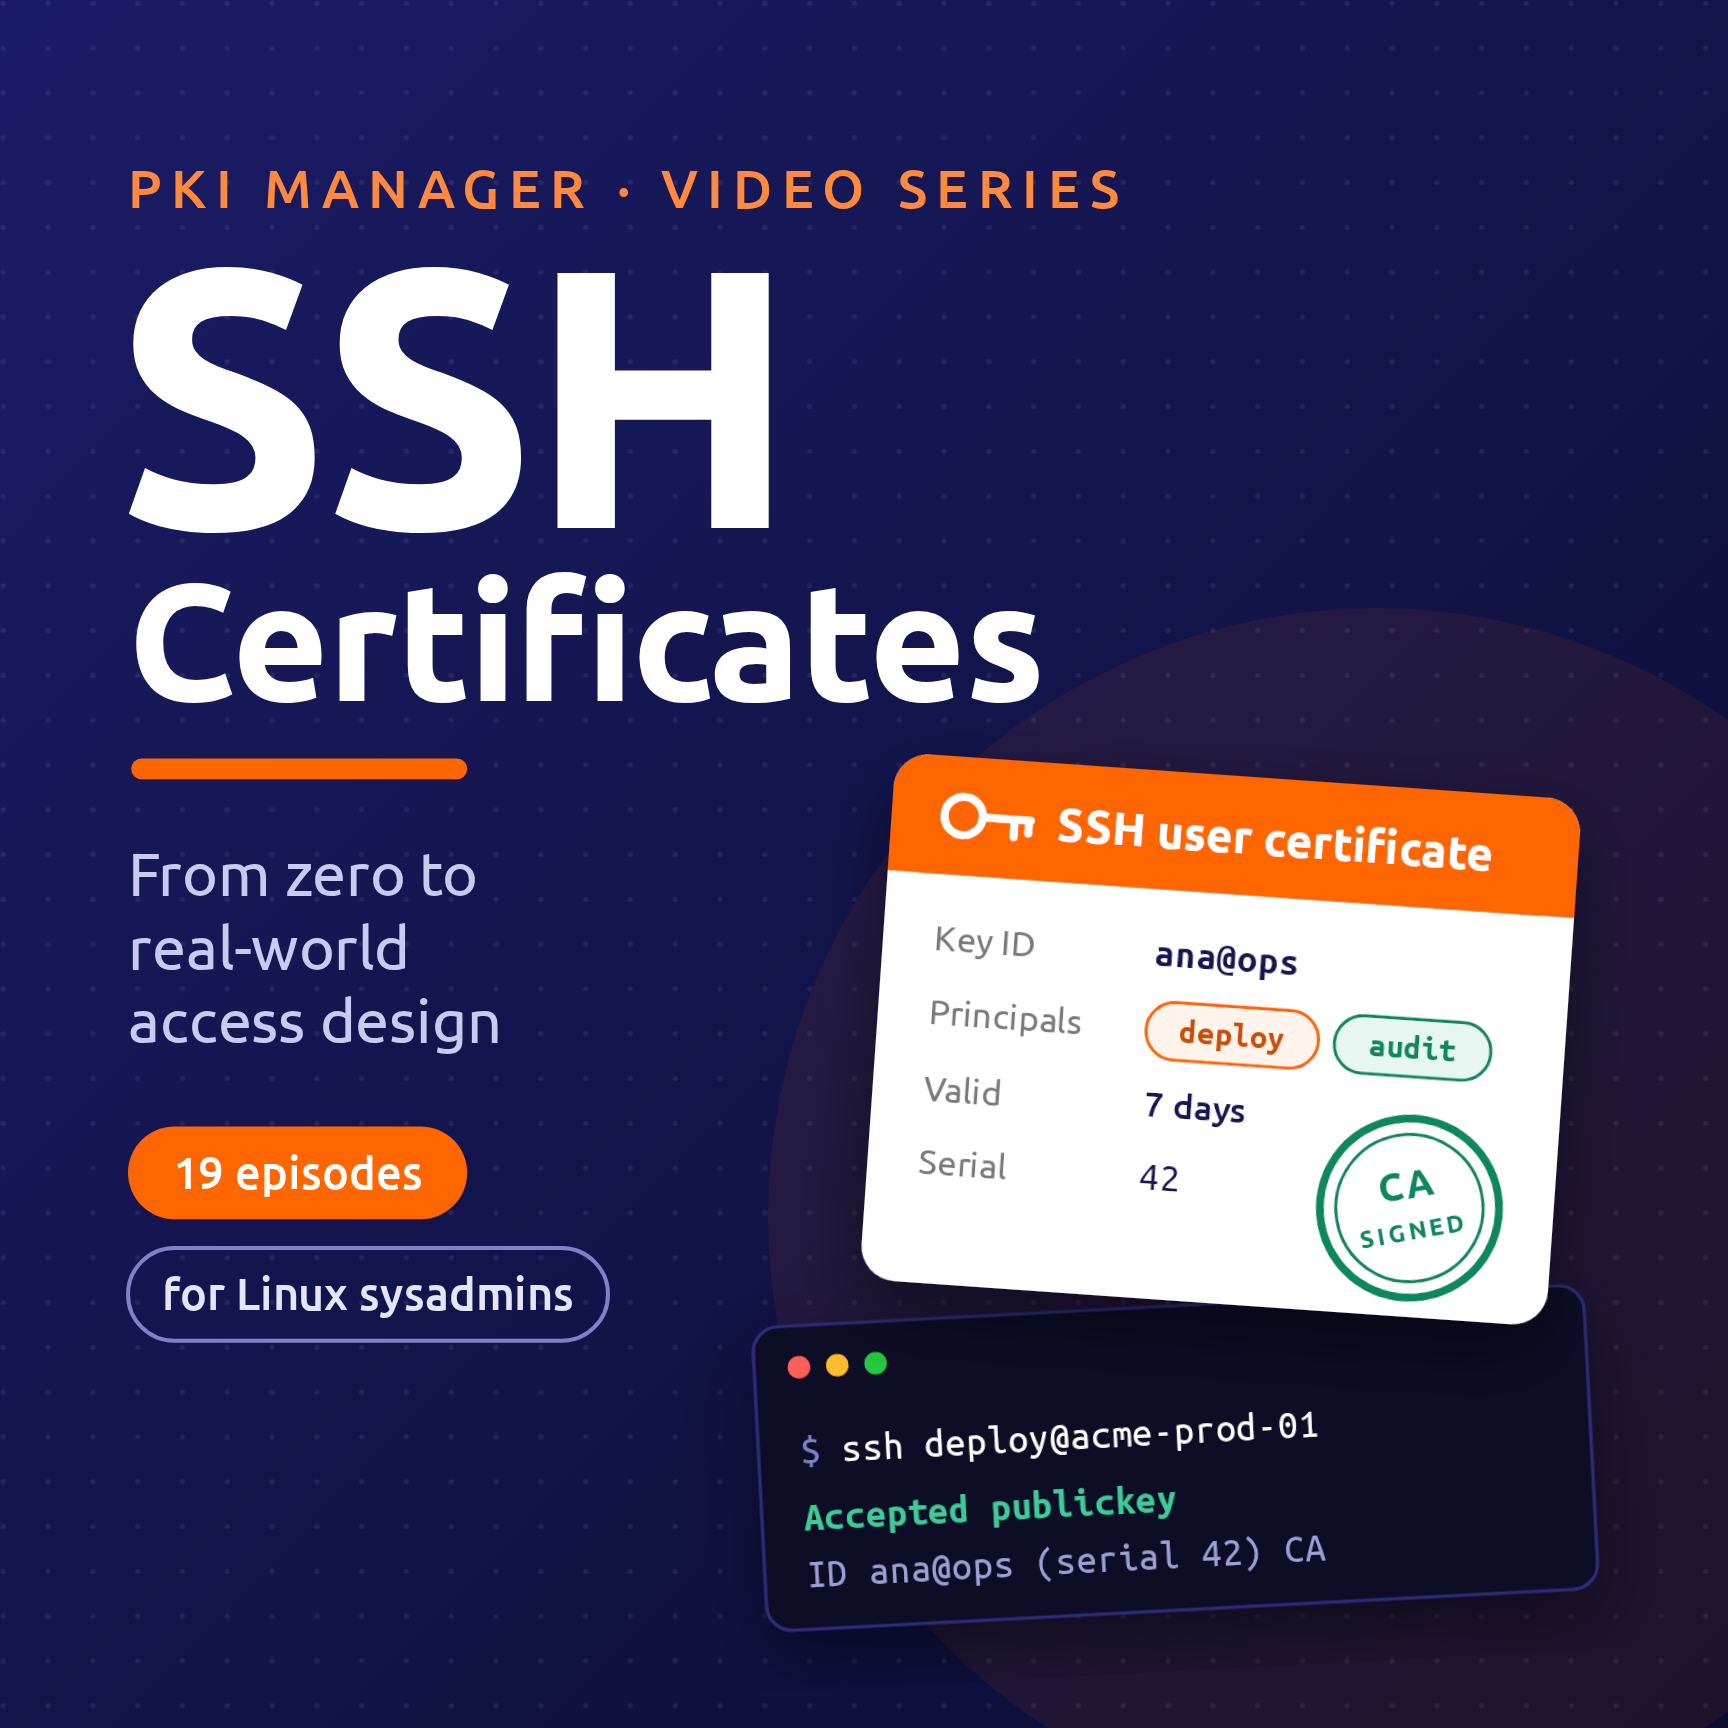 PKI MANAGER · VIDEO SERIES
SSH
Certificates
From zero to
real-world
access design
19 episodes
for Linux sysadmins
SSH user certificate
Key ID ana@ops
Principals deploy audit
Valid 7 days
Serial 42
CA
SIGNED
$ ssh deploy@acme-prod-01
Accepted publickey
ID ana@ops (serial 42) CA